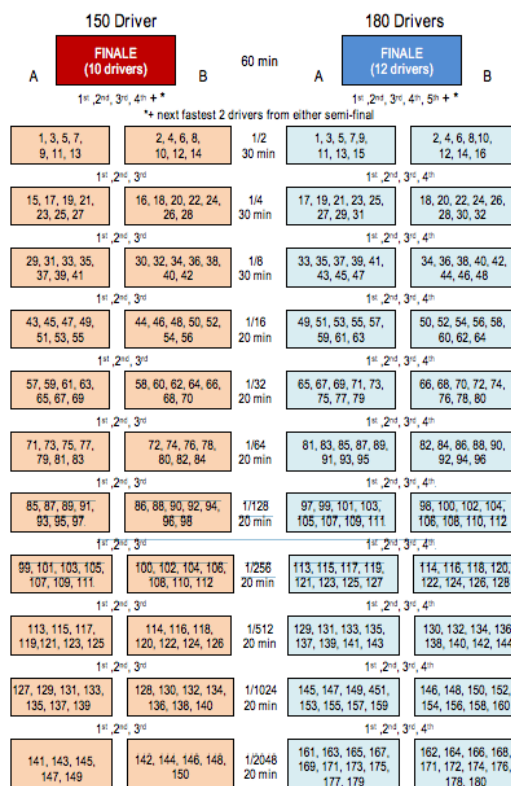 150 Driver
180 Drivers
FINALE
(10 drivers)
A
B
60 min
FINALE
(12 drivers)
A
B
1st ,2nd, 3rd, 4th + *
1st, 2nd, 3rd, 4th, 5th + *
*+ next fastest 2 drivers from either semi-final
1, 3, 5, 7,
9, 11, 13
2, 4, 6, 8,
10, 12, 14
1/2
30 min
1, 3, 5, 7,9,
11, 13, 15
2, 4, 6, 8,10,
12, 14, 16
1st ,2nd, 3rd
1st ,2nd, 3rd, 4th
15, 17, 19, 21,
23, 25, 27
16, 18, 20, 22, 24,
26, 28
1/4
30 min
17, 19, 21, 23, 25,
27, 29, 31
18, 20, 22, 24, 26,
28, 30, 32
1st ,2nd, 3rd
1st ,2nd, 3rd, 4th
29, 31, 33, 35,
37, 39, 41
30, 32, 34, 36, 38,
40, 42
1/8
30 min
33, 35, 37, 39, 41,
43, 45, 47
34, 36, 38, 40, 42,
44, 46, 48
1st ,2nd, 3rd
1st ,2nd, 3rd, 4th
43, 45, 47, 49,
51, 53, 55
44, 46, 48, 50, 52,
54, 56
1/16
20 min
49, 51, 53, 55, 57,
59, 61, 63
50, 52, 54, 56, 58,
60, 62, 64
1st ,2nd, 3rd
1st ,2nd, 3rd, 4th
57, 59, 61, 63,
65, 67, 69
58, 60, 62, 64, 66,
68, 70
1/32
20 min
65, 67, 69, 71, 73,
75, 77, 79
66, 68, 70, 72, 74,
76, 78, 80
1st ,2nd, 3rd
1st ,2nd, 3rd, 4th
71, 73, 75, 77,
79, 81, 83
72, 74, 76, 78,
80, 82, 84
1/64
20 min
81, 83, 85, 87, 89,
91, 93, 95
82, 84, 86, 88, 90,
92, 94, 96
1st ,2nd, 3rd
1st ,2nd, 3rd, 4th
85, 87, 89, 91,
93, 95, 97
86, 88, 90, 92, 94,
96, 98
1/128
20 min
97, 99, 101, 103,
105, 107, 109, 111
98, 100, 102, 104,
106, 108, 110, 112
1st ,2nd, 3rd
1st ,2nd, 3rd, 4th
99, 101, 103, 105,
107, 109, 111
100, 102, 104, 106,
108, 110, 112
1/256
20 min
113, 115, 117, 119,
121, 123, 125, 127
114, 116, 118, 120,
122, 124, 126, 128
1st ,2nd, 3rd
1st ,2nd, 3rd, 4th
113, 115, 117,
119,121, 123, 125
114, 116, 118,
120, 122, 124, 126
1/512
20 min
129, 131, 133, 135,
137, 139, 141, 143
130, 132, 134, 136
138, 140, 142, 144
1st ,2nd, 3rd
1st ,2nd, 3rd, 4th
127, 129, 131, 133,
135, 137, 139
128, 130, 132, 134,
136, 138, 140
1/1024
20 min
145, 147, 149, 451,
153, 155, 157, 159
146, 148, 150, 152,
154, 156, 158, 160
1st ,2nd, 3rd
1st ,2nd, 3rd, 4th
141, 143, 145,
147, 149
142, 144, 146, 148,
150
1/2048
20 min
161, 163, 165, 167,
169, 171, 173, 175,
177, 179
162, 164, 166, 168,
171, 172, 174, 176,
178, 180